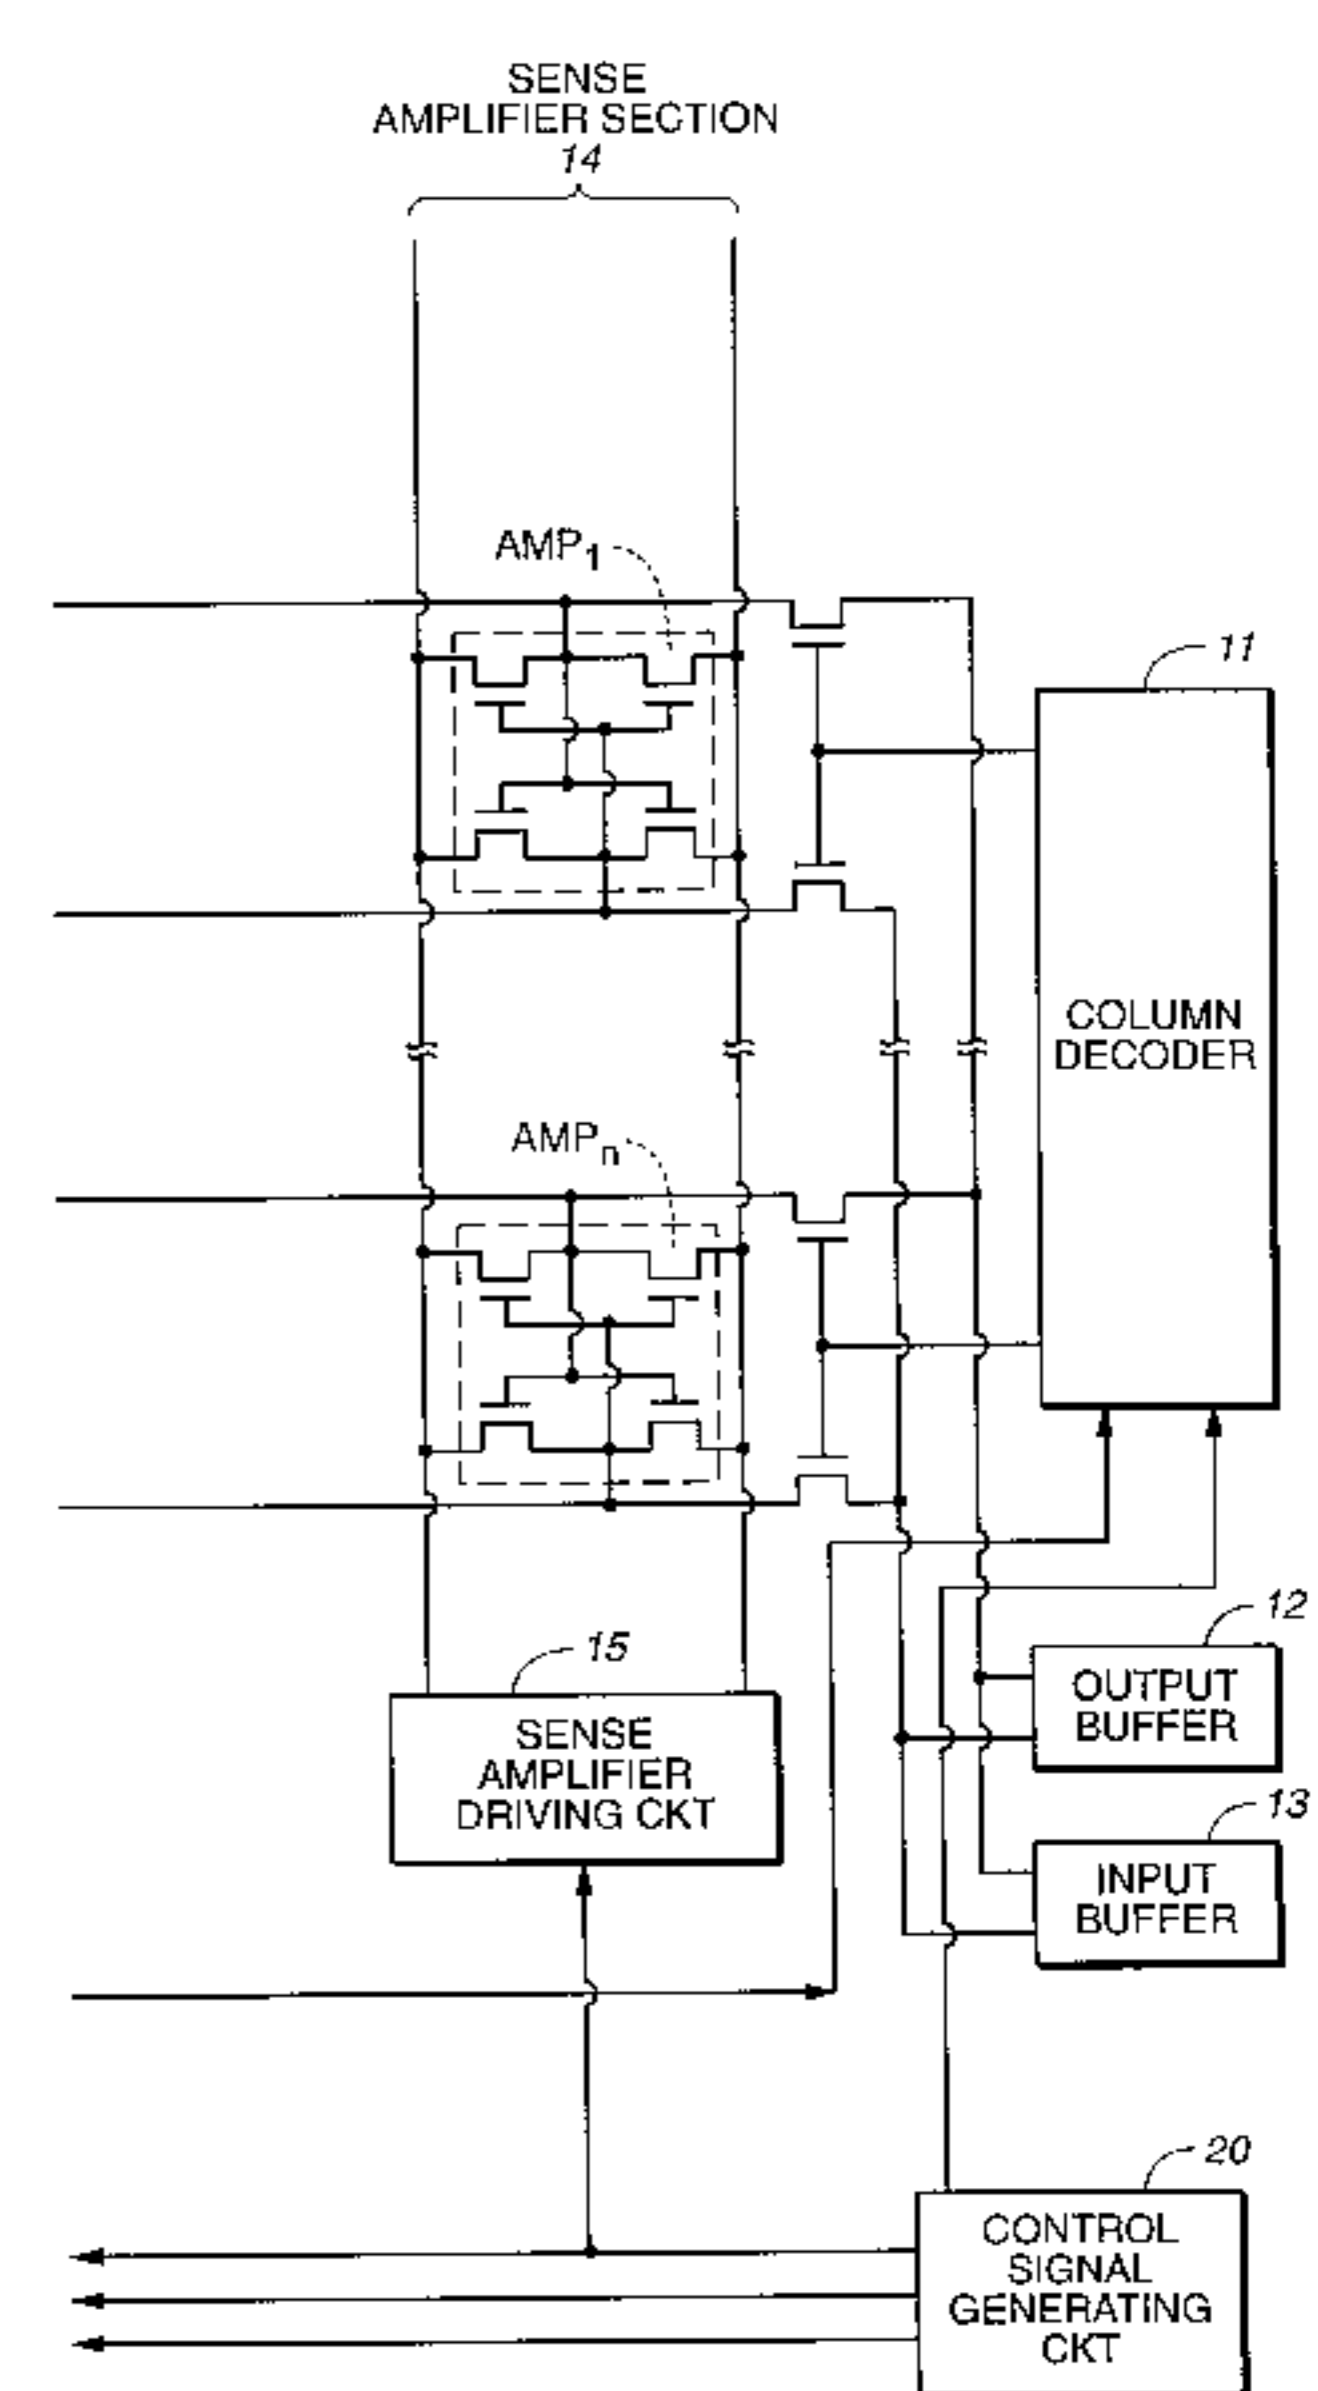 SENSE
AMPLIFIER SECTION
14
AMP1
11
COLUMN
DECODER
AMPn
12
OUTPUT
BUFFER
15
SENSE
AMPLIFIER
DRIVING CKT
13
INPUT
BUFFER
20
CONTROL
SIGNAL
GENERATING
CKT